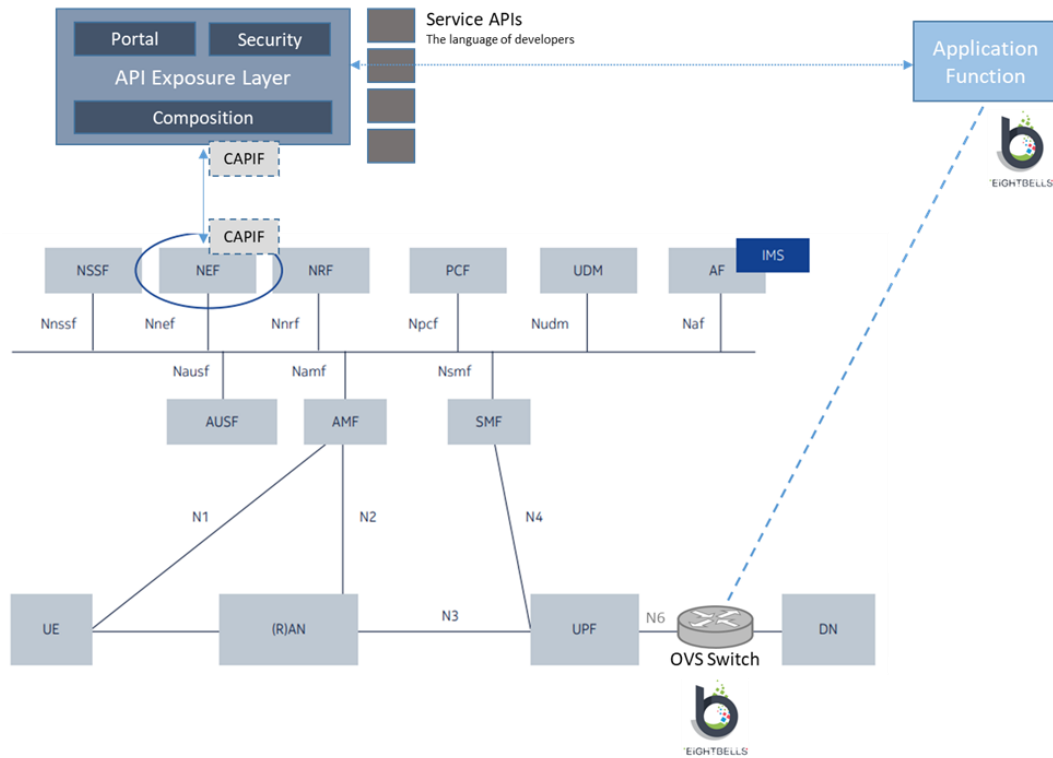 Service APIs
The language of developers
Portal
Security
API Exposure Layer
Composition
Application
Function
'EiGHTBELLS'
CAPIF
CAPIF
NSSF
NEF
NRF
PCF
UDM
AF
IMS
Nnssf
Nnef
Nnrf
Npcf
Nudm
Naf
Nausf
Namf
Nsmf
AUSF
AMF
SMF
N1
N2
N4
UE
(R)AN
N3
UPF
N6
DN
OVS Switch
'EiGHTBELLS'